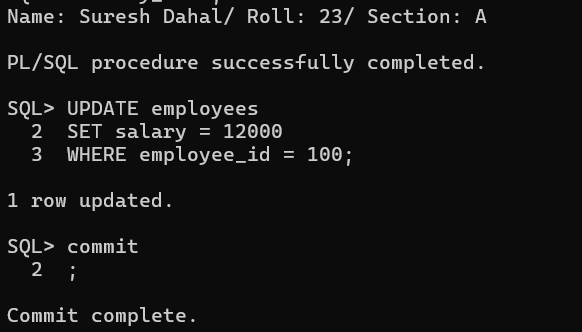 Name: Suresh Dahal/ Roll: 23/ Section: A
PL/SQL procedure successfully completed.
SQL> UPDATE employees
2 SET salary = 12000
3 WHERE employee_id = 100;
1 row updated.
SQL> commit
2 ;
Commit complete.